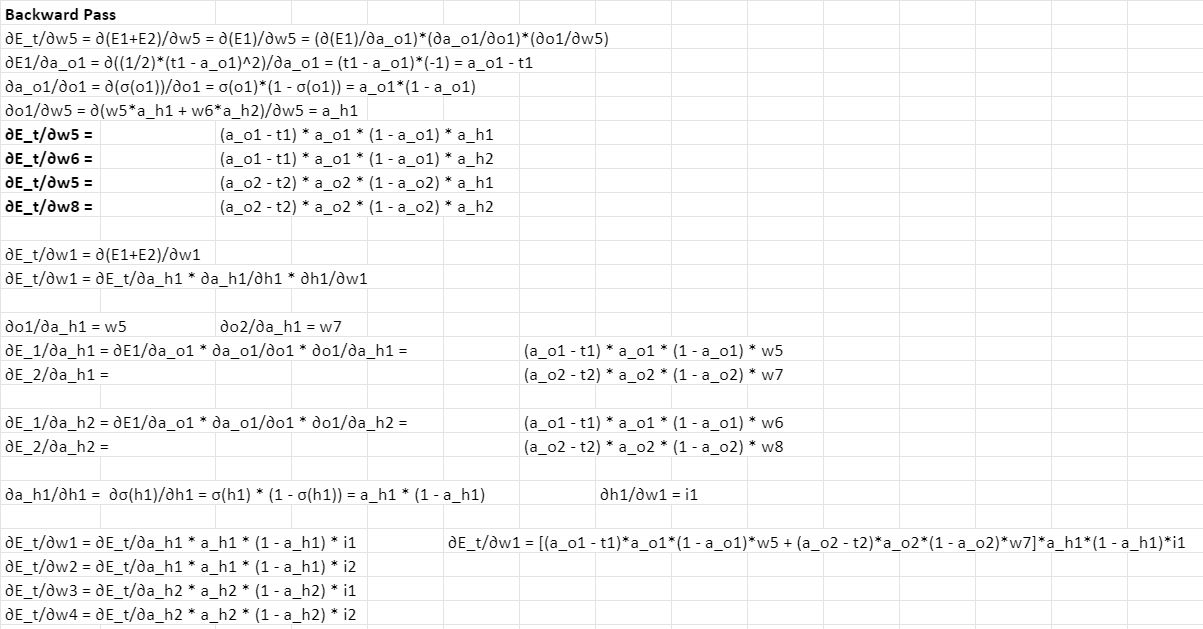 Backward Pass
∂E_t/∂w5 = ∂(E1+E2)/∂w5 = ∂(E1)/∂w5 = (∂(E1)/∂a_o1)*(∂a_o1/∂o1)*(∂o1/∂w5)
∂E1/∂a_o1 = ∂((1/2)*(t1 - a_o1)^2)/∂a_o1 = (t1 - a_o1)*(-1) = a_o1 - t1
∂a_o1/∂o1 = ∂(σ(o1))/∂o1 = σ(o1)*(1 - σ(o1)) = a_o1*(1 - a_o1)
∂o1/∂w5 = ∂(w5*a_h1 + w6*a_h2)/∂w5 = a_h1
∂E_t/∂w5 = (a_o1 - t1) * a_o1 * (1 - a_o1) * a_h1
∂E_t/∂w6 = (a_o1 - t1) * a_o1 * (1 - a_o1) * a_h2
∂E_t/∂w5 = (a_o2 - t2) * a_o2 * (1 - a_o2) * a_h1
∂E_t/∂w8 = (a_o2 - t2) * a_o2 * (1 - a_o2) * a_h2
∂E_t/∂w1 = ∂(E1+E2)/∂w1
∂E_t/∂w1 = ∂E_t/∂a_h1 * ∂a_h1/∂h1 * ∂h1/∂w1
∂o1/∂a_h1 = w5 ∂o2/∂a_h1 = w7
∂E_1/∂a_h1 = ∂E1/∂a_o1 * ∂a_o1/∂o1 * ∂o1/∂a_h1 = (a_o1 - t1) * a_o1 * (1 - a_o1) * w5
∂E_2/∂a_h1 = (a_o2 - t2) * a_o2 * (1 - a_o2) * w7
∂E_1/∂a_h2 = ∂E1/∂a_o1 * ∂a_o1/∂o1 * ∂o1/∂a_h2 = (a_o1 - t1) * a_o1 * (1 - a_o1) * w6
∂E_2/∂a_h2 = (a_o2 - t2) * a_o2 * (1 - a_o2) * w8
∂a_h1/∂h1 = ∂σ(h1)/∂h1 = σ(h1) * (1 - σ(h1)) = a_h1 * (1 - a_h1) ∂h1/∂w1 = i1
∂E_t/∂w1 = ∂E_t/∂a_h1 * a_h1 * (1 - a_h1) * i1 ∂E_t/∂w1 = [(a_o1 - t1)*a_o1*(1 - a_o1)*w5 + (a_o2 - t2)*a_o2*(1 - a_o2)*w7]*a_h1*(1 - a_h1)*i1
∂E_t/∂w2 = ∂E_t/∂a_h1 * a_h1 * (1 - a_h1) * i2
∂E_t/∂w3 = ∂E_t/∂a_h2 * a_h2 * (1 - a_h2) * i1
∂E_t/∂w4 = ∂E_t/∂a_h2 * a_h2 * (1 - a_h2) * i2